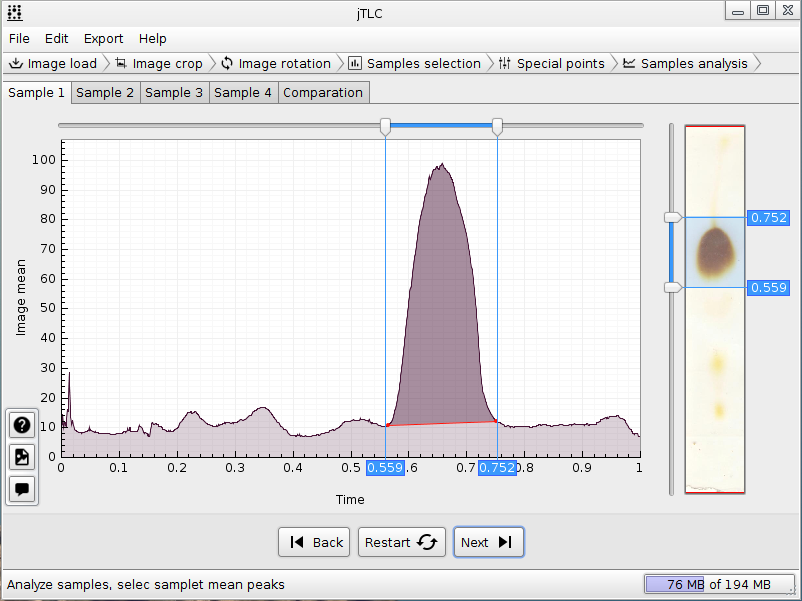 jTLC
File Edit Export Help
Image load Image crop Image rotation Samples selection Special points Samples analysis
Sample 1 Sample 2 Sample 3 Sample 4 Comparation
100
90
80
70
60
50
40
30
20
10
0
Image mean
0 0.1 0.2 0.3 0.4 0.5 0.559 .6 0.7 0.752 0.8 0.9 1
Time
0.752
0.559
Back Restart Next
Analyze samples, selec samplet mean peaks
76 MB of 194 MB